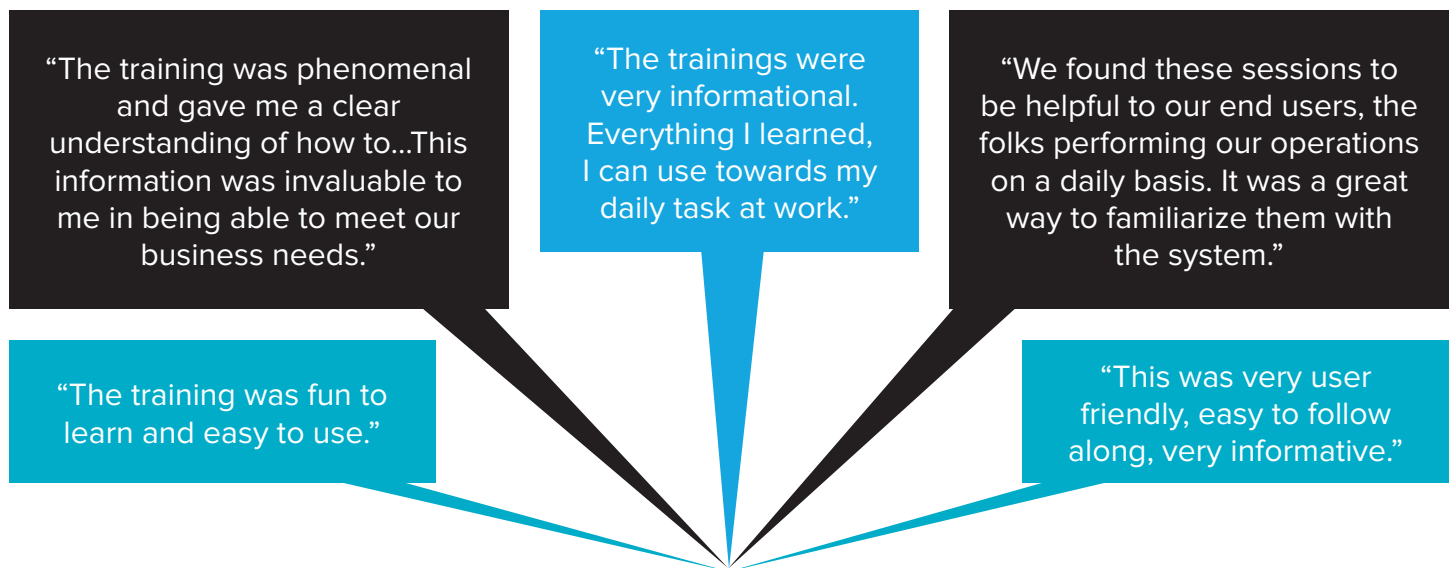 “The training was phenomenal
and gave me a clear
understanding of how to...This
information was invaluable to
me in being able to meet our
business needs.”
“The trainings were
very informational.
Everything I learned,
I can use towards my
daily task at work.”
“We found these sessions to
be helpful to our end users, the
folks performing our operations
on a daily basis. It was a great
way to familiarize them with
the system.”
“The training was fun to
learn and easy to use.”
“This was very user
friendly, easy to follow
along, very informative.”